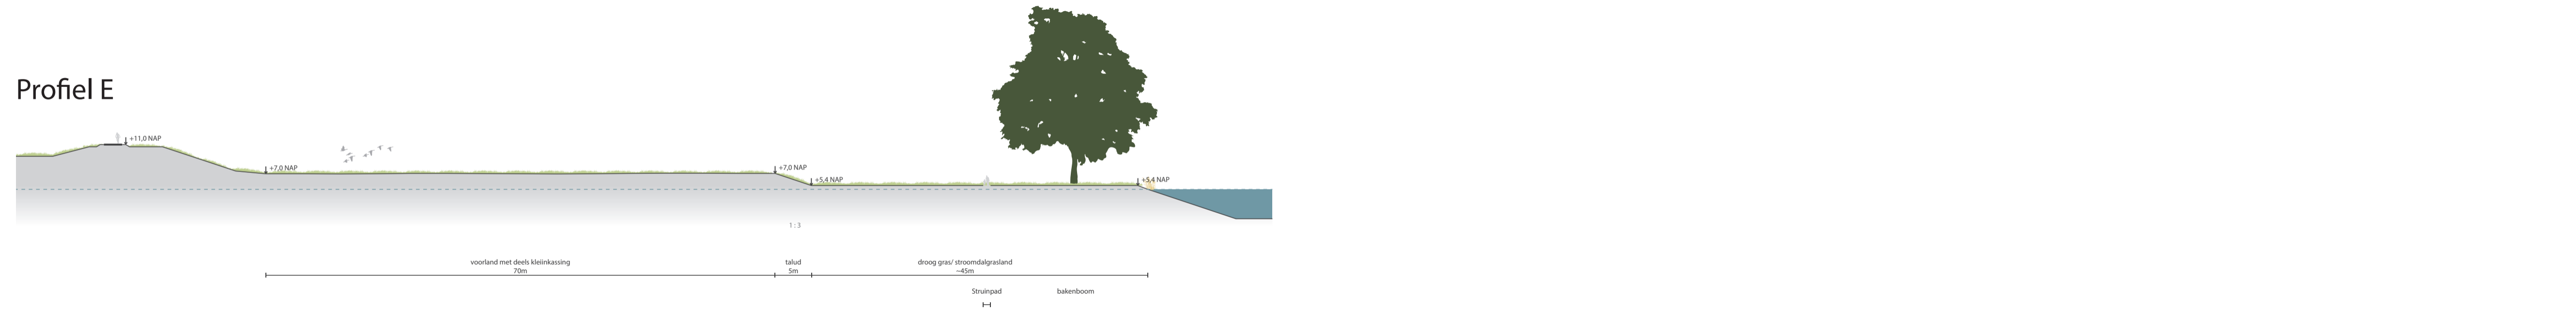 Profiel E
+11,0 NAP
+7,0 NAP
+7,0 NAP
+5,4 NAP
+5,4 NAP
1 : 3
voorland met deels kleiinkassing
70m
talud
5m
droog gras/ stroomdalgrasland
~45m
Struinpad
bakenboom